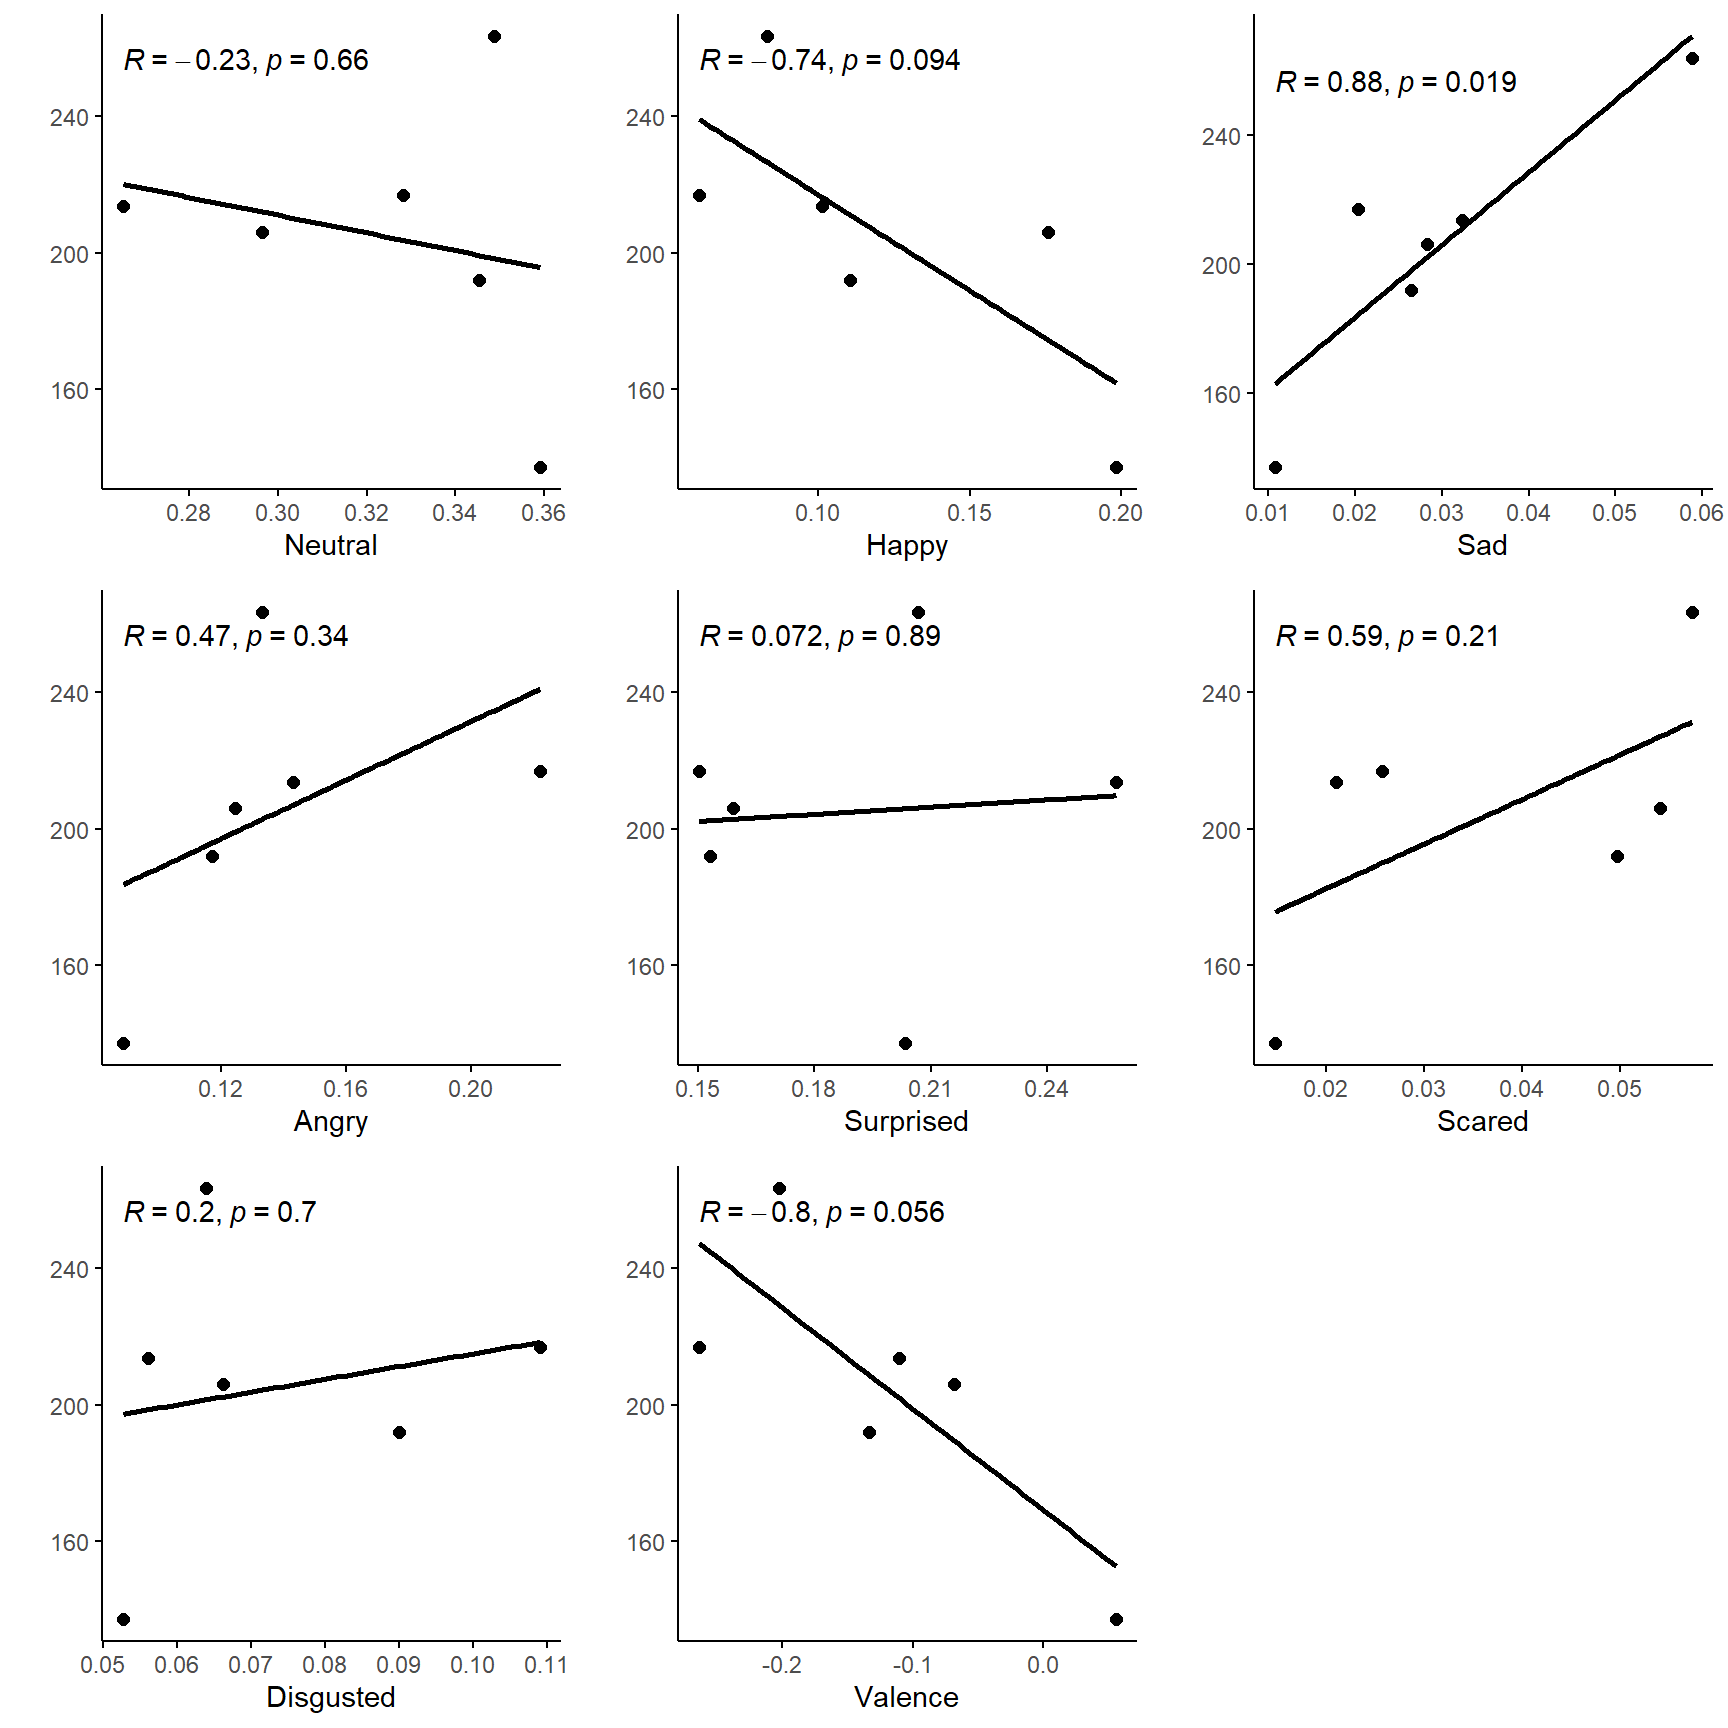 R = −0.23, p = 0.66
240
200
160
0.28 0.30 0.32 0.34 0.36
Neutral
R = −0.74, p = 0.094
240
200
160
0.10 0.15 0.20
Happy
R = 0.88, p = 0.019
240
200
160
0.01 0.02 0.03 0.04 0.05 0.06
Sad
R = 0.47, p = 0.34
240
200
160
0.12 0.16 0.20
Angry
R = 0.072, p = 0.89
240
200
160
0.15 0.18 0.21 0.24
Surprised
R = 0.59, p = 0.21
240
200
160
0.02 0.03 0.04 0.05
Scared
R = 0.2, p = 0.7
240
200
160
0.05 0.06 0.07 0.08 0.09 0.10 0.11
Disgusted
R = −0.8, p = 0.056
240
200
160
-0.2 -0.1 0.0
Valence